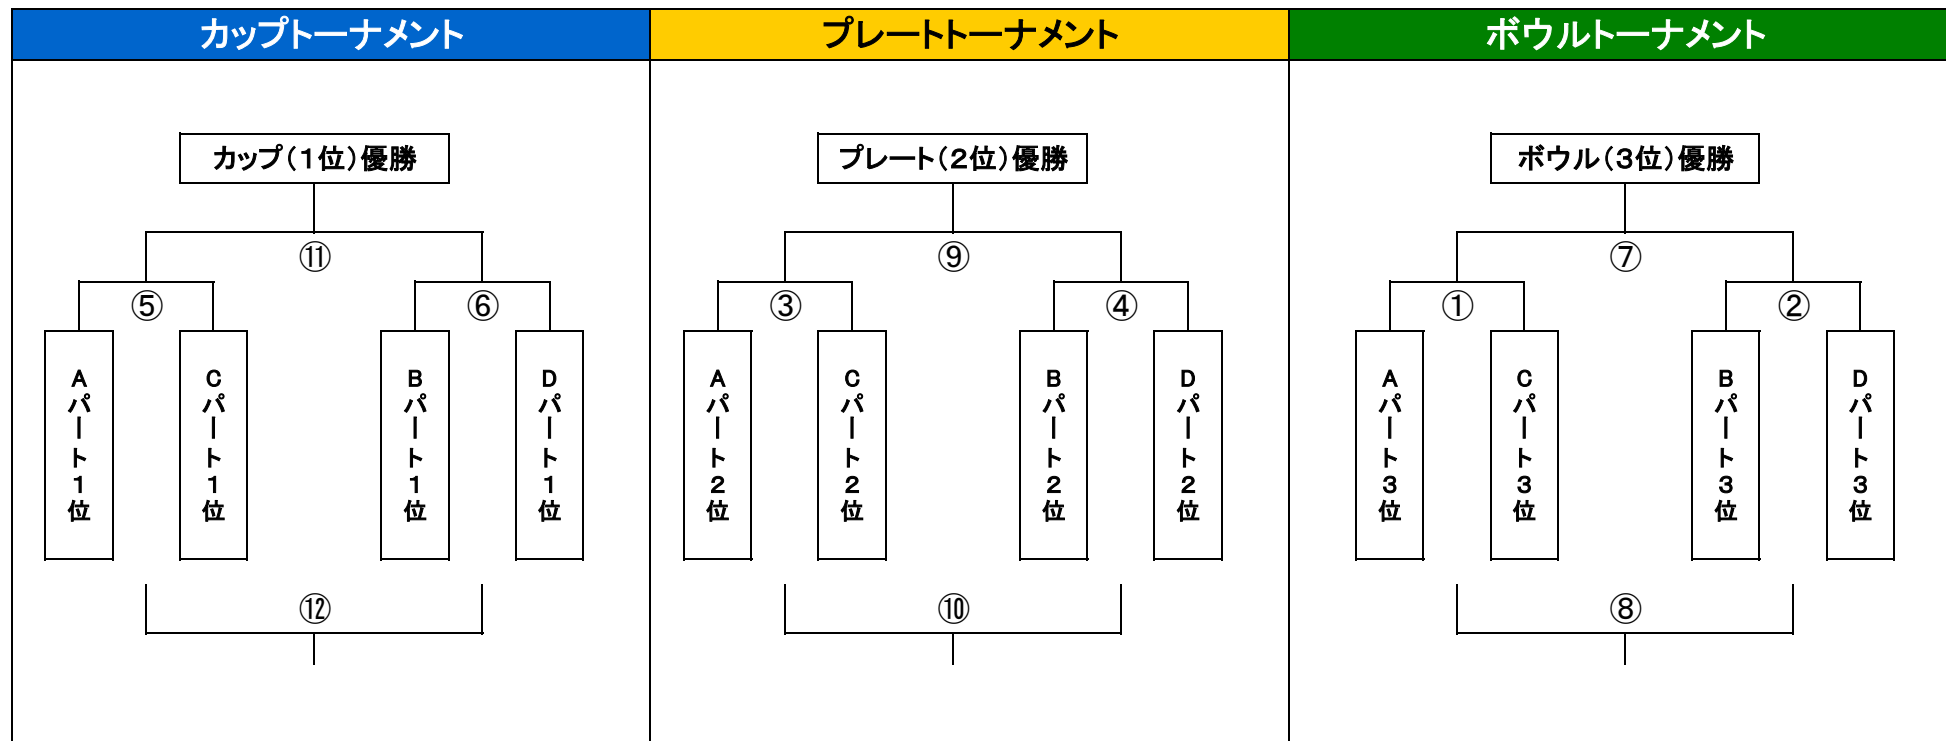 カップトーナメント
プレートトーナメント
ボウルトーナメント
カップ(1位)優勝
⑪
⑤
⑥
Aパート1位
Cパート1位
Bパート1位
Dパート1位
⑫
プレート(2位)優勝
⑨
③
④
Aパート2位
Cパート2位
Bパート2位
Dパート2位
⑩
ボウル(3位)優勝
⑦
①
②
Aパート3位
Cパート3位
Bパート3位
Dパート3位
⑧